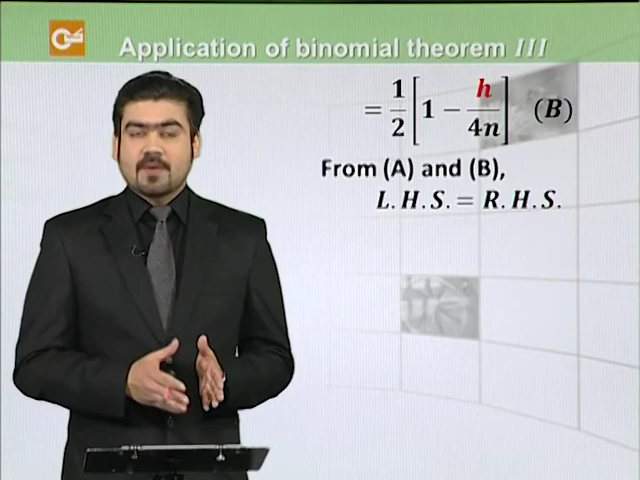 Application of binomial theorem III
= 1/2 [1 − h/4n] (B)
From (A) and (B),
L.H.S. = R.H.S.